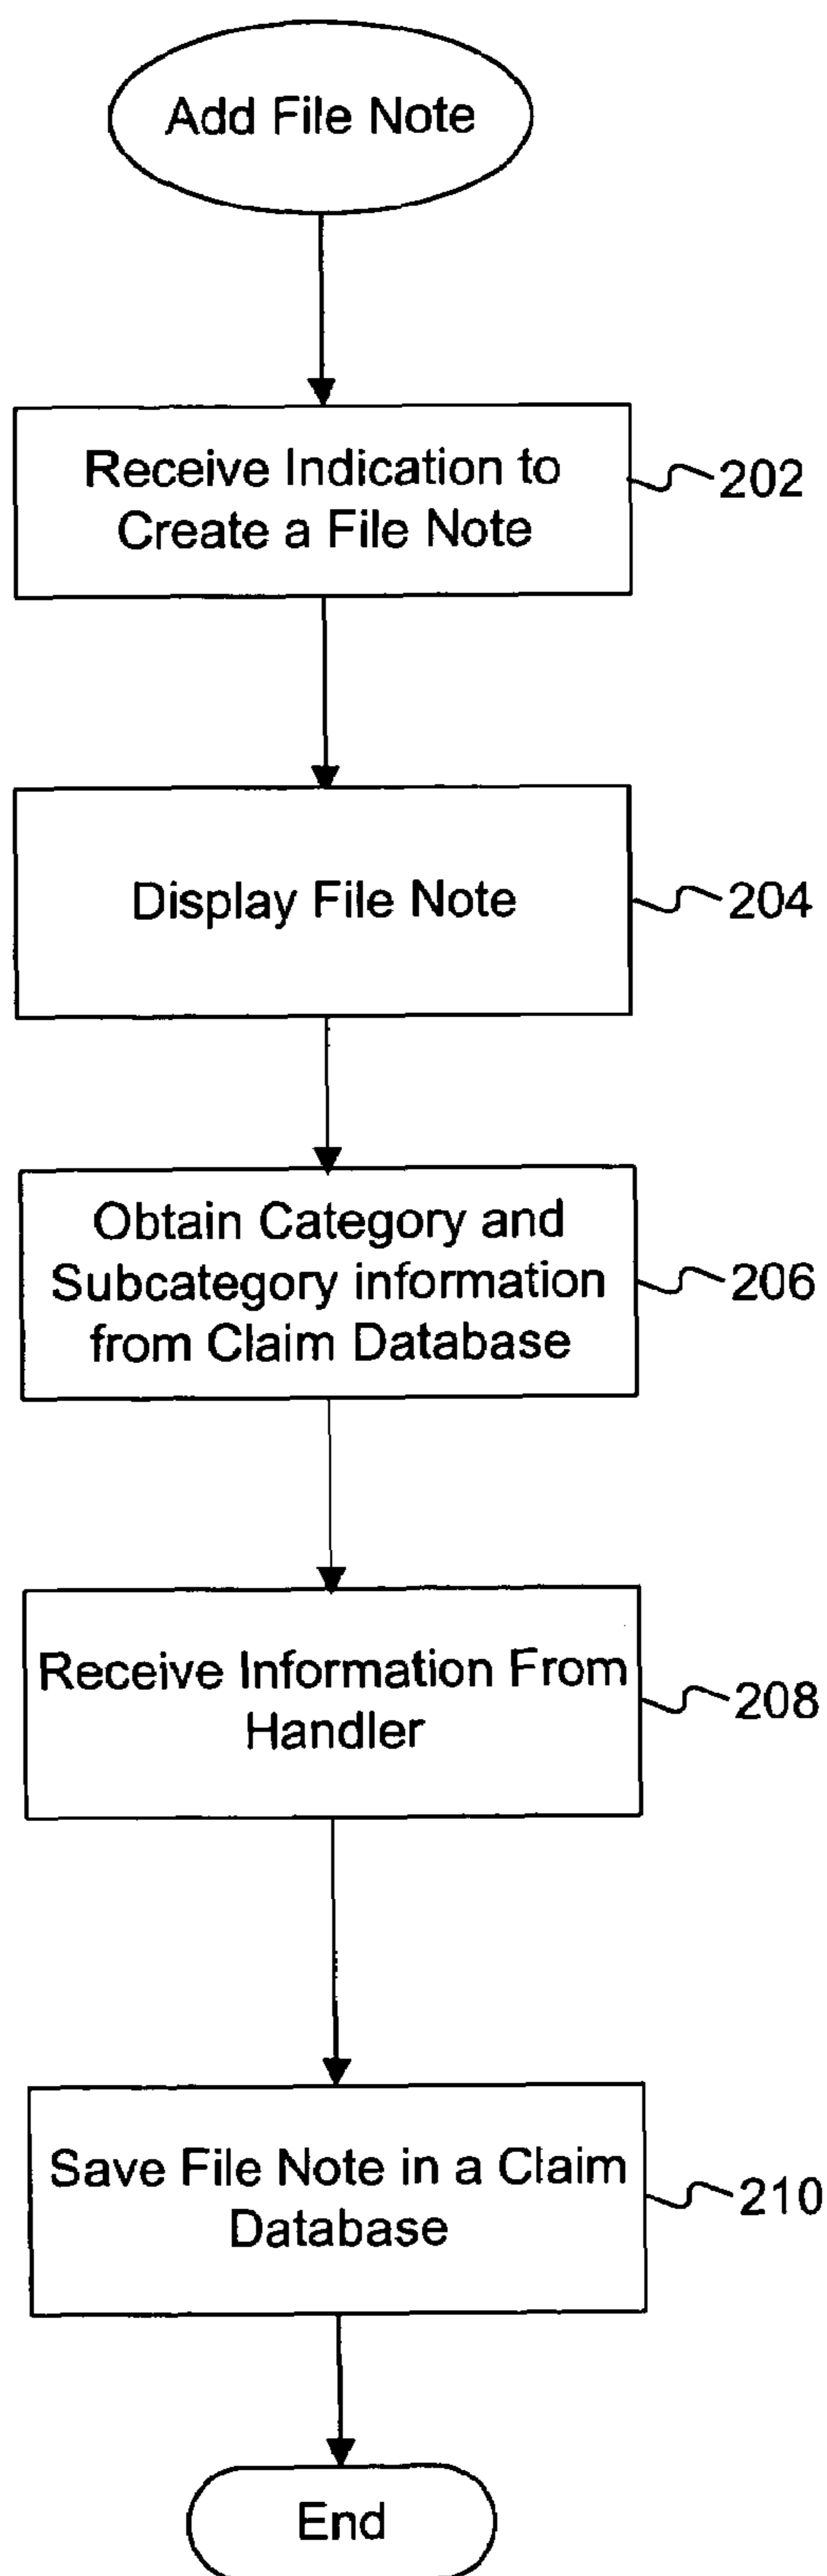 Add File Note
Receive Indication to
Create a File Note
202
Display File Note
204
Obtain Category and
Subcategory information
from Claim Database
206
Receive Information From
Handler
208
Save File Note in a Claim
Database
210
End